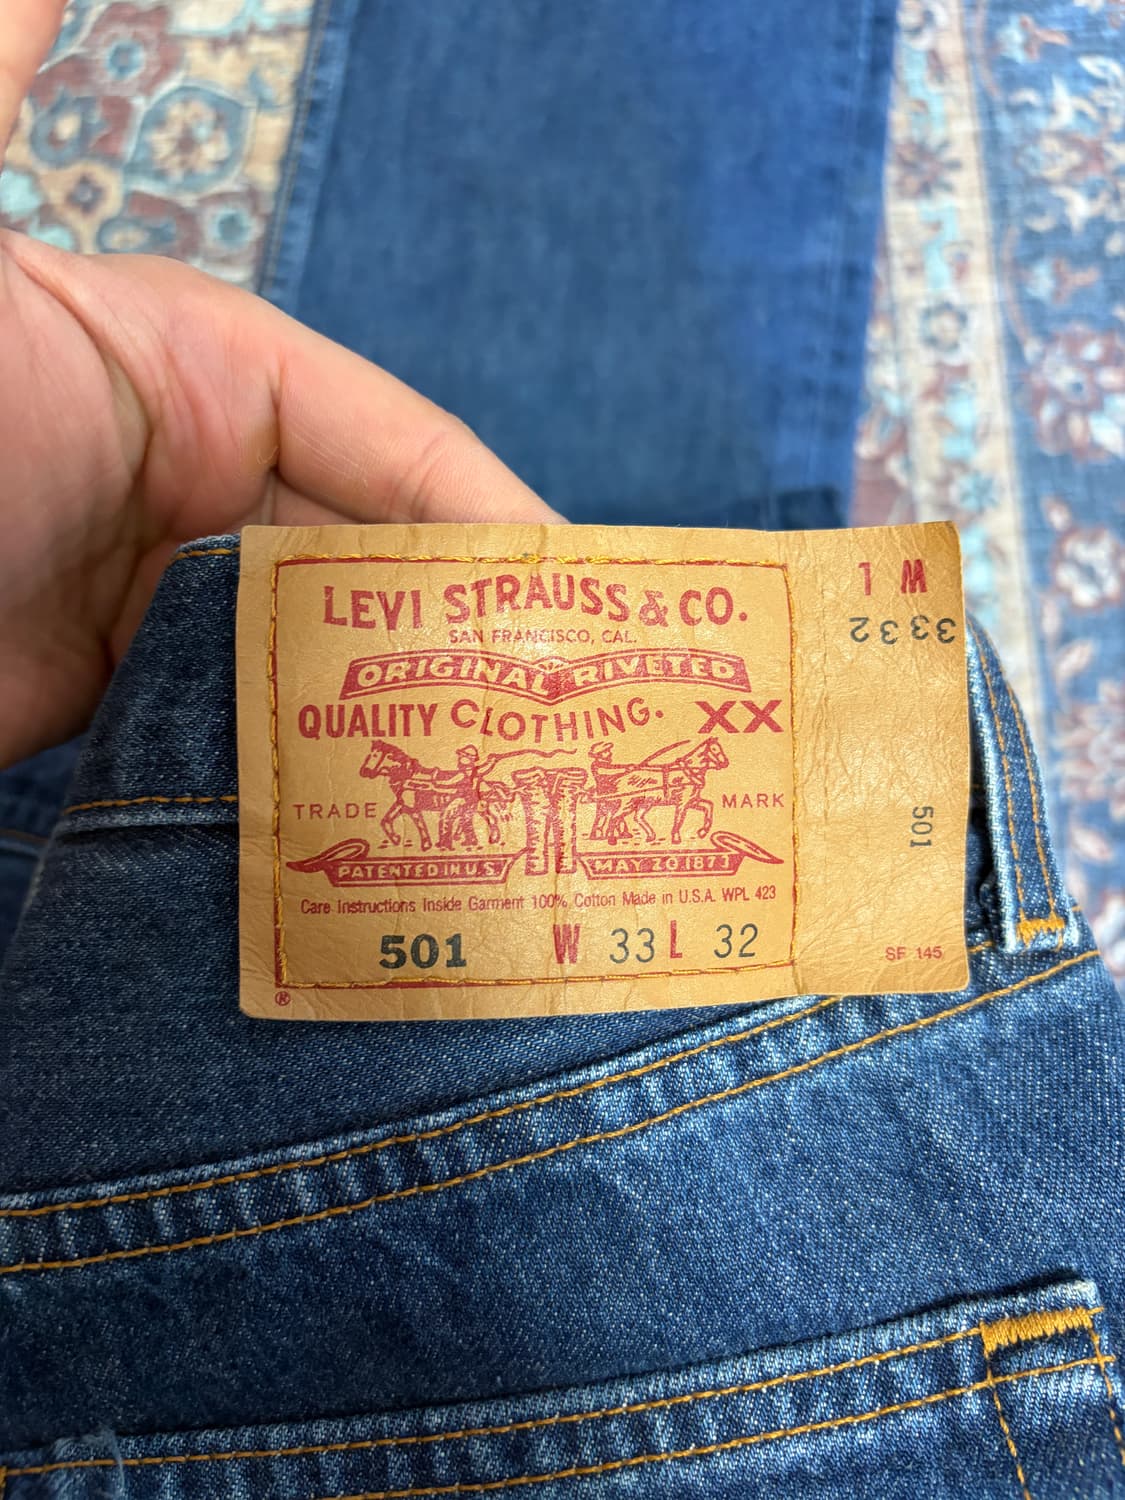 LEVI STRAUSS & CO.
SAN FRANCISCO, CAL.
ORIGINAL RIVETED
QUALITY CLOTHING. XX
TRADE MARK
PATENTED IN U.S. MAY 20 1873
Care Instructions Inside Garment 100% Cotton Made in U.S.A. WPL 423
501 W 33 L 32
®
L W
3332
501
SF 145